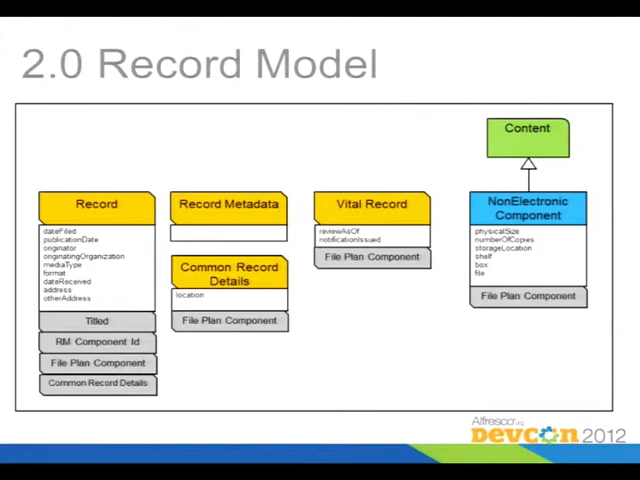 2.0 Record Model
Content
Record
dateFiled
publicationDate
originator
originatingOrganization
mediaType
format
dateReceived
address
otherAddress
Titled
RM Component Id
File Plan Component
Common Record Details
Record Metadata
Common Record
Details
location
File Plan Component
Vital Record
reviewAsOf
notificationIssued
File Plan Component
NonElectronic
Component
physicalSize
numberOfCopies
storageLocation
shelf
box
file
File Plan Component
Alfresco.org
DEVCON 2012